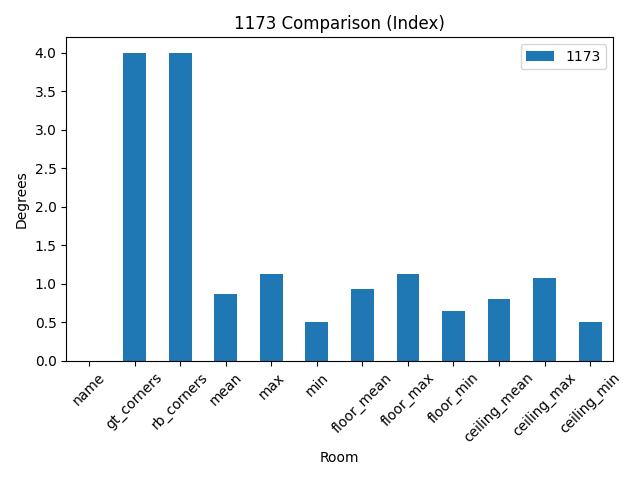 1173 Comparison (Index)
1173
Degrees
4.0
3.5
3.0
2.5
2.0
1.5
1.0
0.5
0.0
name
gt_corners
rb_corners
mean
max
min
floor_mean
floor_max
floor_min
ceiling_mean
ceiling_max
ceiling_min
Room